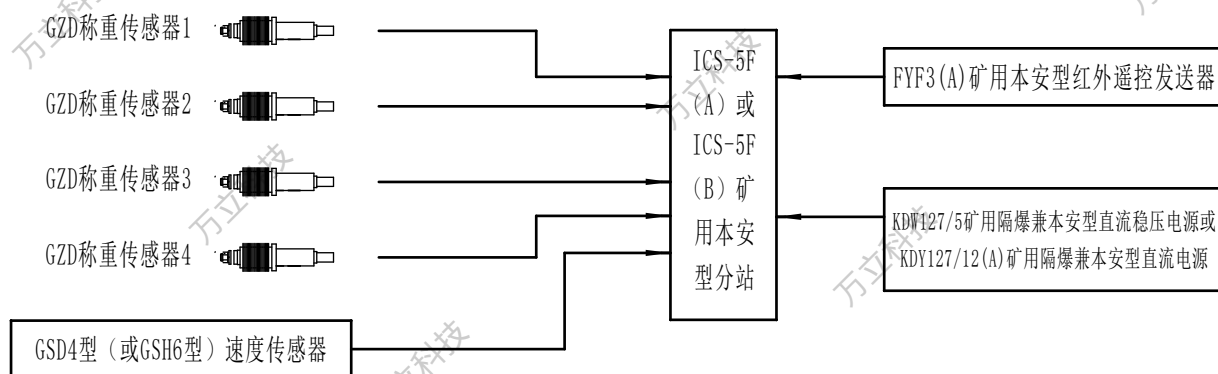 GZD称重传感器1
GZD称重传感器2
GZD称重传感器3
GZD称重传感器4
GSD4型（或GSH6型）速度传感器
ICS-5F
（A）或
ICS-5F
（B）矿
用本安
型分站
FYF3(A)矿用本安型红外遥控发送器
KDW127/5矿用隔爆兼本安型直流稳压电源或
KDY127/12(A)矿用隔爆兼本安型直流电源
万立科技
万立科技
万立科技
万立科技
万立科技